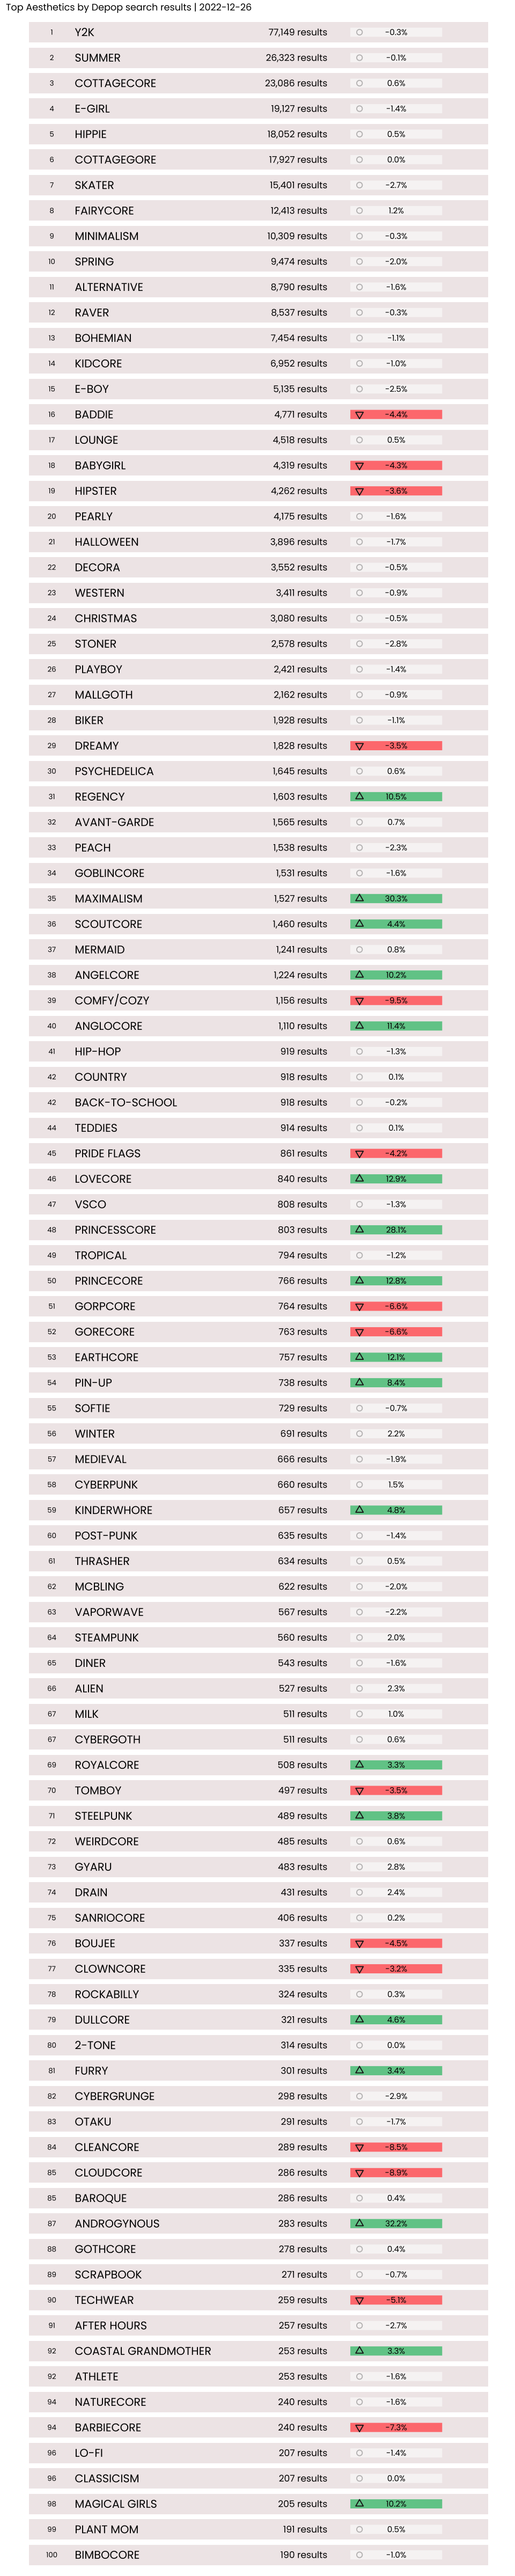 Top Aesthetics by Depop search results | 2022-12-26
1 Y2K 77,149 results -0.3%
2 SUMMER 26,323 results -0.1%
3 COTTAGECORE 23,086 results 0.6%
4 E-GIRL 19,127 results -1.4%
5 HIPPIE 18,052 results 0.5%
6 COTTAGEGORE 17,927 results 0.0%
7 SKATER 15,401 results -2.7%
8 FAIRYCORE 12,413 results 1.2%
9 MINIMALISM 10,309 results -0.3%
10 SPRING 9,474 results -2.0%
11 ALTERNATIVE 8,790 results -1.6%
12 RAVER 8,537 results -0.3%
13 BOHEMIAN 7,454 results -1.1%
14 KIDCORE 6,952 results -1.0%
15 E-BOY 5,135 results -2.5%
16 BADDIE 4,771 results -4.4%
17 LOUNGE 4,518 results 0.5%
18 BABYGIRL 4,319 results -4.3%
19 HIPSTER 4,262 results -3.6%
20 PEARLY 4,175 results -1.6%
21 HALLOWEEN 3,896 results -1.7%
22 DECORA 3,552 results -0.5%
23 WESTERN 3,411 results -0.9%
24 CHRISTMAS 3,080 results -0.5%
25 STONER 2,578 results -2.8%
26 PLAYBOY 2,421 results -1.4%
27 MALLGOTH 2,162 results -0.9%
28 BIKER 1,928 results -1.1%
29 DREAMY 1,828 results -3.5%
30 PSYCHEDELICA 1,645 results 0.6%
31 REGENCY 1,603 results 10.5%
32 AVANT-GARDE 1,565 results 0.7%
33 PEACH 1,538 results -2.3%
34 GOBLINCORE 1,531 results -1.6%
35 MAXIMALISM 1,527 results 30.3%
36 SCOUTCORE 1,460 results 4.4%
37 MERMAID 1,241 results 0.8%
38 ANGELCORE 1,224 results 10.2%
39 COMFY/COZY 1,156 results -9.5%
40 ANGLOCORE 1,110 results 11.4%
41 HIP-HOP 919 results -1.3%
42 COUNTRY 918 results 0.1%
42 BACK-TO-SCHOOL 918 results -0.2%
44 TEDDIES 914 results 0.1%
45 PRIDE FLAGS 861 results -4.2%
46 LOVECORE 840 results 12.9%
47 VSCO 808 results -1.3%
48 PRINCESSCORE 803 results 28.1%
49 TROPICAL 794 results -1.2%
50 PRINCECORE 766 results 12.8%
51 GORPCORE 764 results -6.6%
52 GORECORE 763 results -6.6%
53 EARTHCORE 757 results 12.1%
54 PIN-UP 738 results 8.4%
55 SOFTIE 729 results -0.7%
56 WINTER 691 results 2.2%
57 MEDIEVAL 666 results -1.9%
58 CYBERPUNK 660 results 1.5%
59 KINDERWHORE 657 results 4.8%
60 POST-PUNK 635 results -1.4%
61 THRASHER 634 results 0.5%
62 MCBLING 622 results -2.0%
63 VAPORWAVE 567 results -2.2%
64 STEAMPUNK 560 results 2.0%
65 DINER 543 results -1.6%
66 ALIEN 527 results 2.3%
67 MILK 511 results 1.0%
67 CYBERGOTH 511 results 0.6%
69 ROYALCORE 508 results 3.3%
70 TOMBOY 497 results -3.5%
71 STEELPUNK 489 results 3.8%
72 WEIRDCORE 485 results 0.6%
73 GYARU 483 results 2.8%
74 DRAIN 431 results 2.4%
75 SANRIOCORE 406 results 0.2%
76 BOUJEE 337 results -4.5%
77 CLOWNCORE 335 results -3.2%
78 ROCKABILLY 324 results 0.3%
79 DULLCORE 321 results 4.6%
80 2-TONE 314 results 0.0%
81 FURRY 301 results 3.4%
82 CYBERGRUNGE 298 results -2.9%
83 OTAKU 291 results -1.7%
84 CLEANCORE 289 results -8.5%
85 CLOUDCORE 286 results -8.9%
85 BAROQUE 286 results 0.4%
87 ANDROGYNOUS 283 results 32.2%
88 GOTHCORE 278 results 0.4%
89 SCRAPBOOK 271 results -0.7%
90 TECHWEAR 259 results -5.1%
91 AFTER HOURS 257 results -2.7%
92 COASTAL GRANDMOTHER 253 results 3.3%
92 ATHLETE 253 results -1.6%
94 NATURECORE 240 results -1.6%
94 BARBIECORE 240 results -7.3%
96 LO-FI 207 results -1.4%
96 CLASSICISM 207 results 0.0%
98 MAGICAL GIRLS 205 results 10.2%
99 PLANT MOM 191 results 0.5%
100 BIMBOCORE 190 results -1.0%